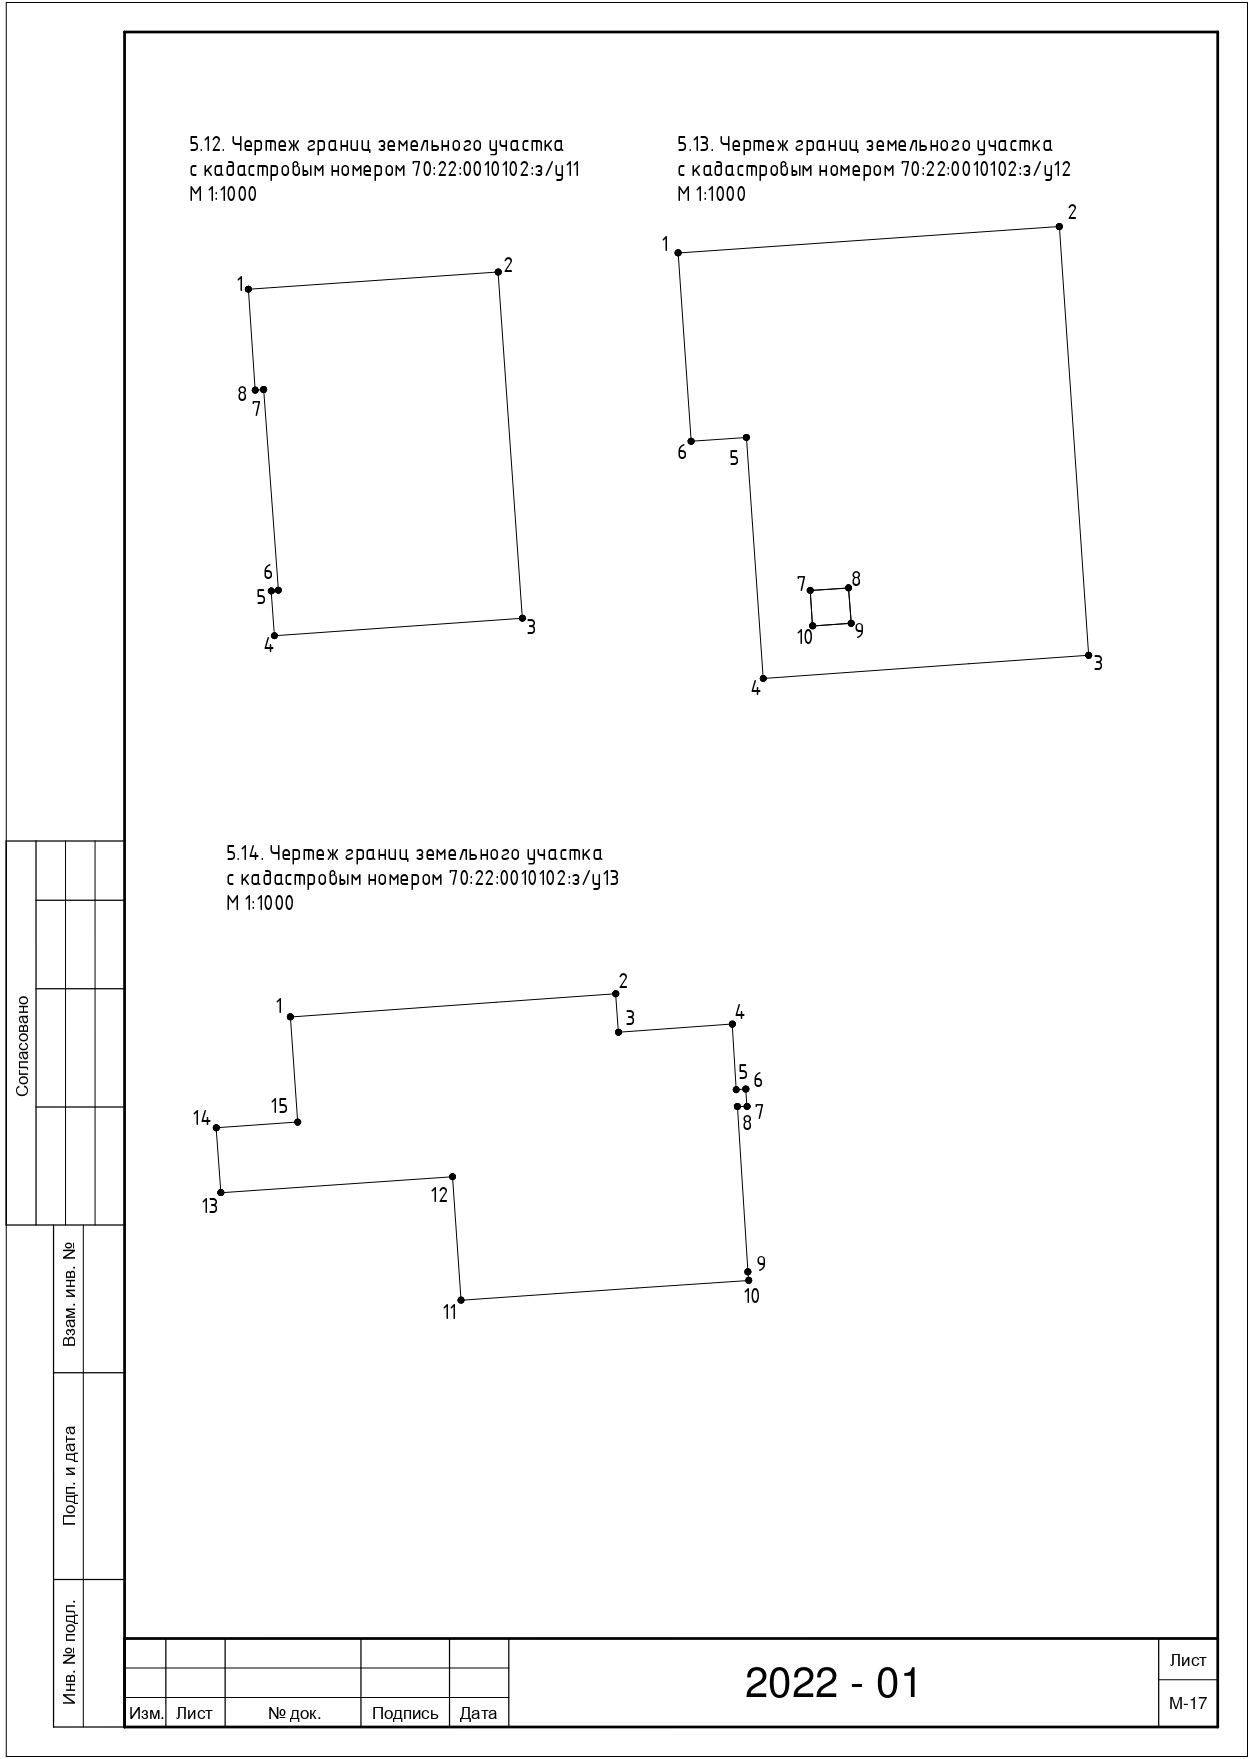 5.12. Чертеж границ земельного участка
с кадастровым номером 70:22:0010102:з/у11
М 1:1000
1
2
8
7
6
5
4
3
5.13. Чертеж границ земельного участка
с кадастровым номером 70:22:0010102:з/у12
М 1:1000
1
2
6
5
7
8
10
9
4
3
5.14. Чертеж границ земельного участка
с кадастровым номером 70:22:0010102:з/у13
М 1:1000
1
2
3
4
5
6
7
8
14
15
13
12
9
10
11
Согласовано
Взам. инв. №
Подп. и дата
Инв. № подл.
Изм. Лист № док. Подпись Дата
2022 - 01
Лист
М-17